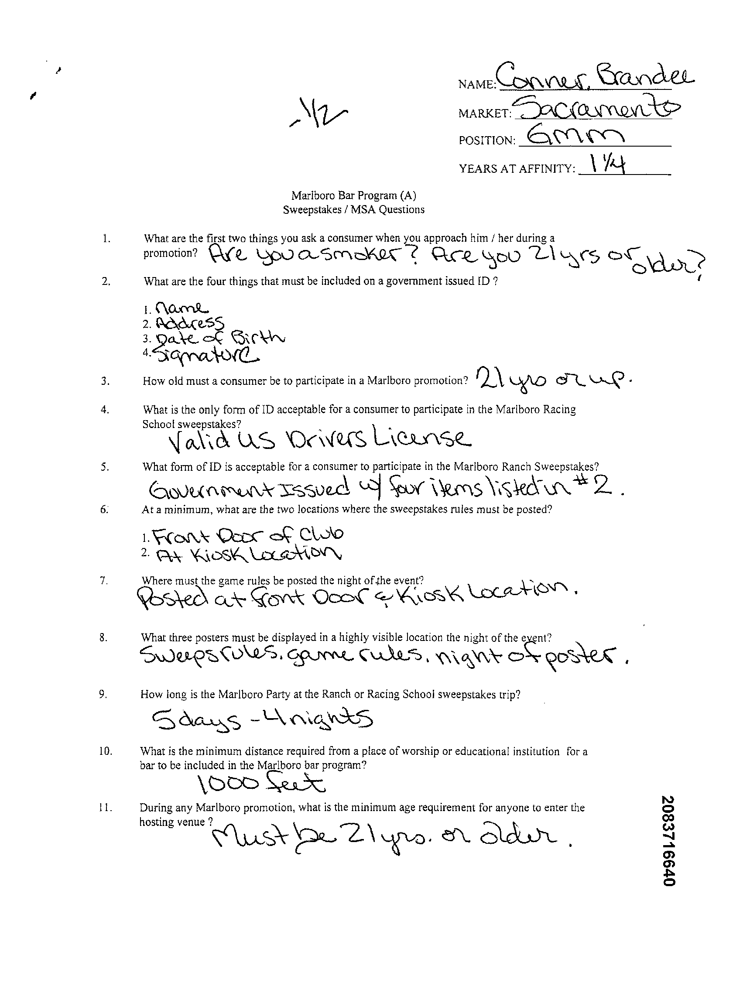 NAME: Conner, Brandee
MARKET: Sacramento
-1/2
POSITION: GMM
YEARS AT AFFINITY: 1 1/4
Marlboro Bar Program (A)
Sweepstakes / MSA Questions
1. What are the first two things you ask a consumer when you approach him / her during a
promotion? Are you a smoker? Are you 21 yrs or older?
2. What are the four things that must be included on a government issued ID ?
1. Name
2. Address
3. Date of Birth
4. Signature
3. How old must a consumer be to participate in a Marlboro promotion? 21 yrs or up.
4. What is the only form of ID acceptable for a consumer to participate in the Marlboro Racing
School sweepstakes?
Valid US Drivers License
5. What form of ID is acceptable for a consumer to participate in the Marlboro Ranch Sweepstakes?
Government Issued w/ four items listed in #2.
6. At a minimum, what are the two locations where the sweepstakes rules must be posted?
1. Front Door of Club
2. At Kiosk Location
7. Where must the game rules be posted the night of the event?
Posted at front Door & Kiosk Location.
8. What three posters must be displayed in a highly visible location the night of the event?
Sweeps rules, game rules, night of poster.
9. How long is the Marlboro Party at the Ranch or Racing School sweepstakes trip?
5 days - 4 nights
10. What is the minimum distance required from a place of worship or educational institution for a
bar to be included in the Marlboro bar program?
1000 feet
11. During any Marlboro promotion, what is the minimum age requirement for anyone to enter the
hosting venue ?
Must be 21 yrs. or older.
2083716640